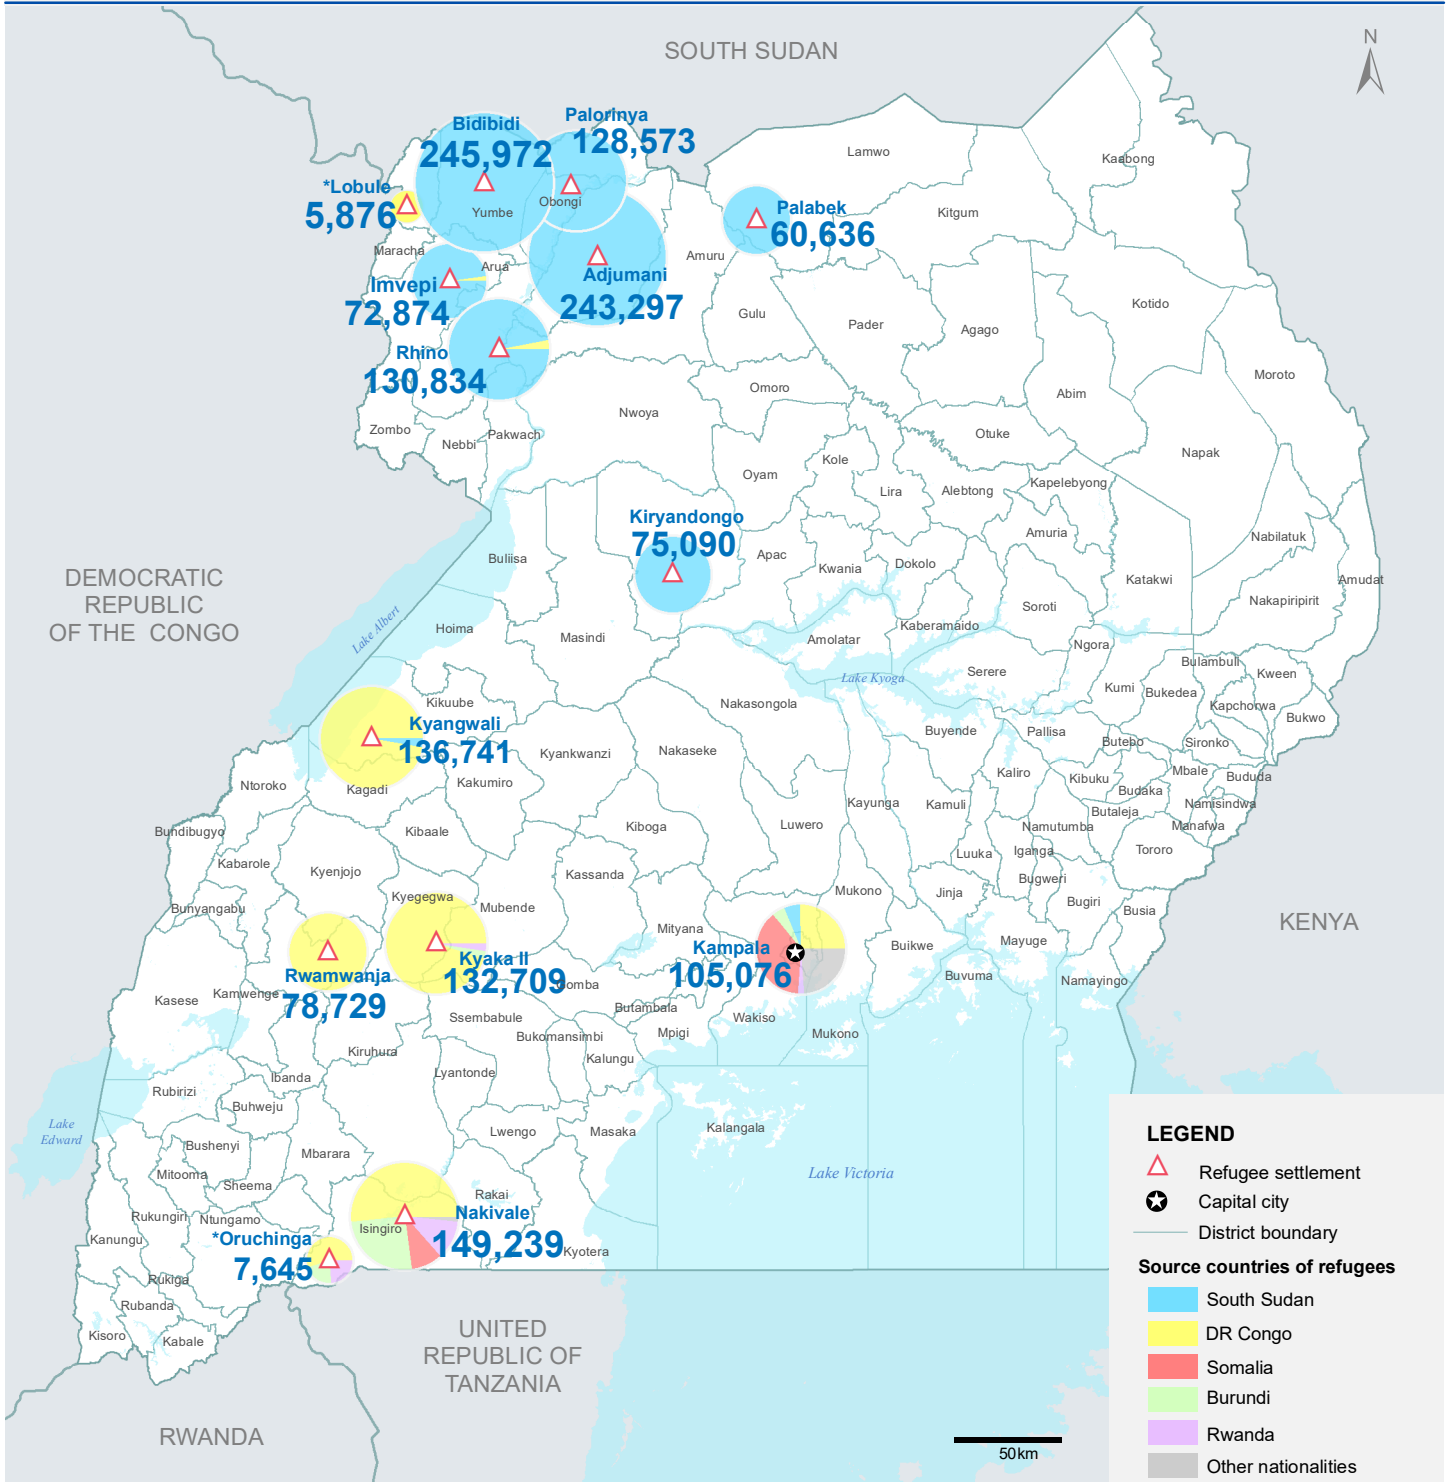 SOUTH SUDAN
N
Bidibidi
245,972
Palorinya
128,573
*Lobule
5,876
Yumbe
Obongi
Palabek
60,636
Lamwo
Kaabong
Kitgum
Maracha
Arua
Imvepi
72,874
Adjumani
243,297
Amuru
Gulu
Pader
Agago
Kotido
Rhino
130,834
Omoro
Abim
Moroto
Nwoya
Zombo
Nebbi
Pakwach
Otuke
Napak
Oyam
Kole
Lira
Alebtong
Kapelebyong
Kiryandongo
75,090
Apac
Amuria
Nabilatuk
Buliisa
Kwania
Dokolo
Katakwi
Amudat
Nakapiripirit
DEMOCRATIC
REPUBLIC
OF THE CONGO
Lake Albert
Hoima
Masindi
Amolatar
Kaberamaido
Soroti
Ngora
Lake Kyoga
Serere
Bulambuli
Kween
Kumi
Bukedea
Kapchorwa
Bukwo
Kikuube
Kyangwali
136,741
Nakasongola
Buyende
Pallisa
Butebo
Sironko
Kyankwanzi
Nakaseke
Ntoroko
Kagadi
Kakumiro
Kaliro
Kibuku
Mbale
Bududa
Budaka
Kayunga
Kamuli
Butaleja
Namisindwa
Bundibugyo
Kibaale
Kiboga
Luwero
Namutumba
Manafwa
Kabarole
Kyenjojo
Kassanda
Luuka
Iganga
Tororo
Bugweri
Kyegegwa
Mubende
Mukono
Jinja
Bugiri
Busia
Bunyangabu
Mityana
Kampala
105,076
Buikwe
Mayuge
KENYA
Rwamwanja
78,729
Kyaka II
132,709
Gomba
Buvuma
Namayingo
Kasese
Kamwenge
Ssembabule
Butambala
Wakiso
Mukono
Bukomansimbi
Mpigi
Kiruhura
Kalungu
Lyantonde
Ibanda
Rubirizi
Buhweju
Lake
Edward
Lwengo
Masaka
Kalangala
Bushenyi
Mbarara
Mitooma
Sheema
Lake Victoria
Rakai
Nakivale
149,239
Isingiro
Rukungiri
Ntungamo
Kanungu
*Oruchinga
7,645
Kyotera
Rukiga
Rubanda
Kisoro
Kabale
UNITED
REPUBLIC OF
TANZANIA
RWANDA
50km
LEGEND
Refugee settlement
Capital city
District boundary
Source countries of refugees
South Sudan
DR Congo
Somalia
Burundi
Rwanda
Other nationalities